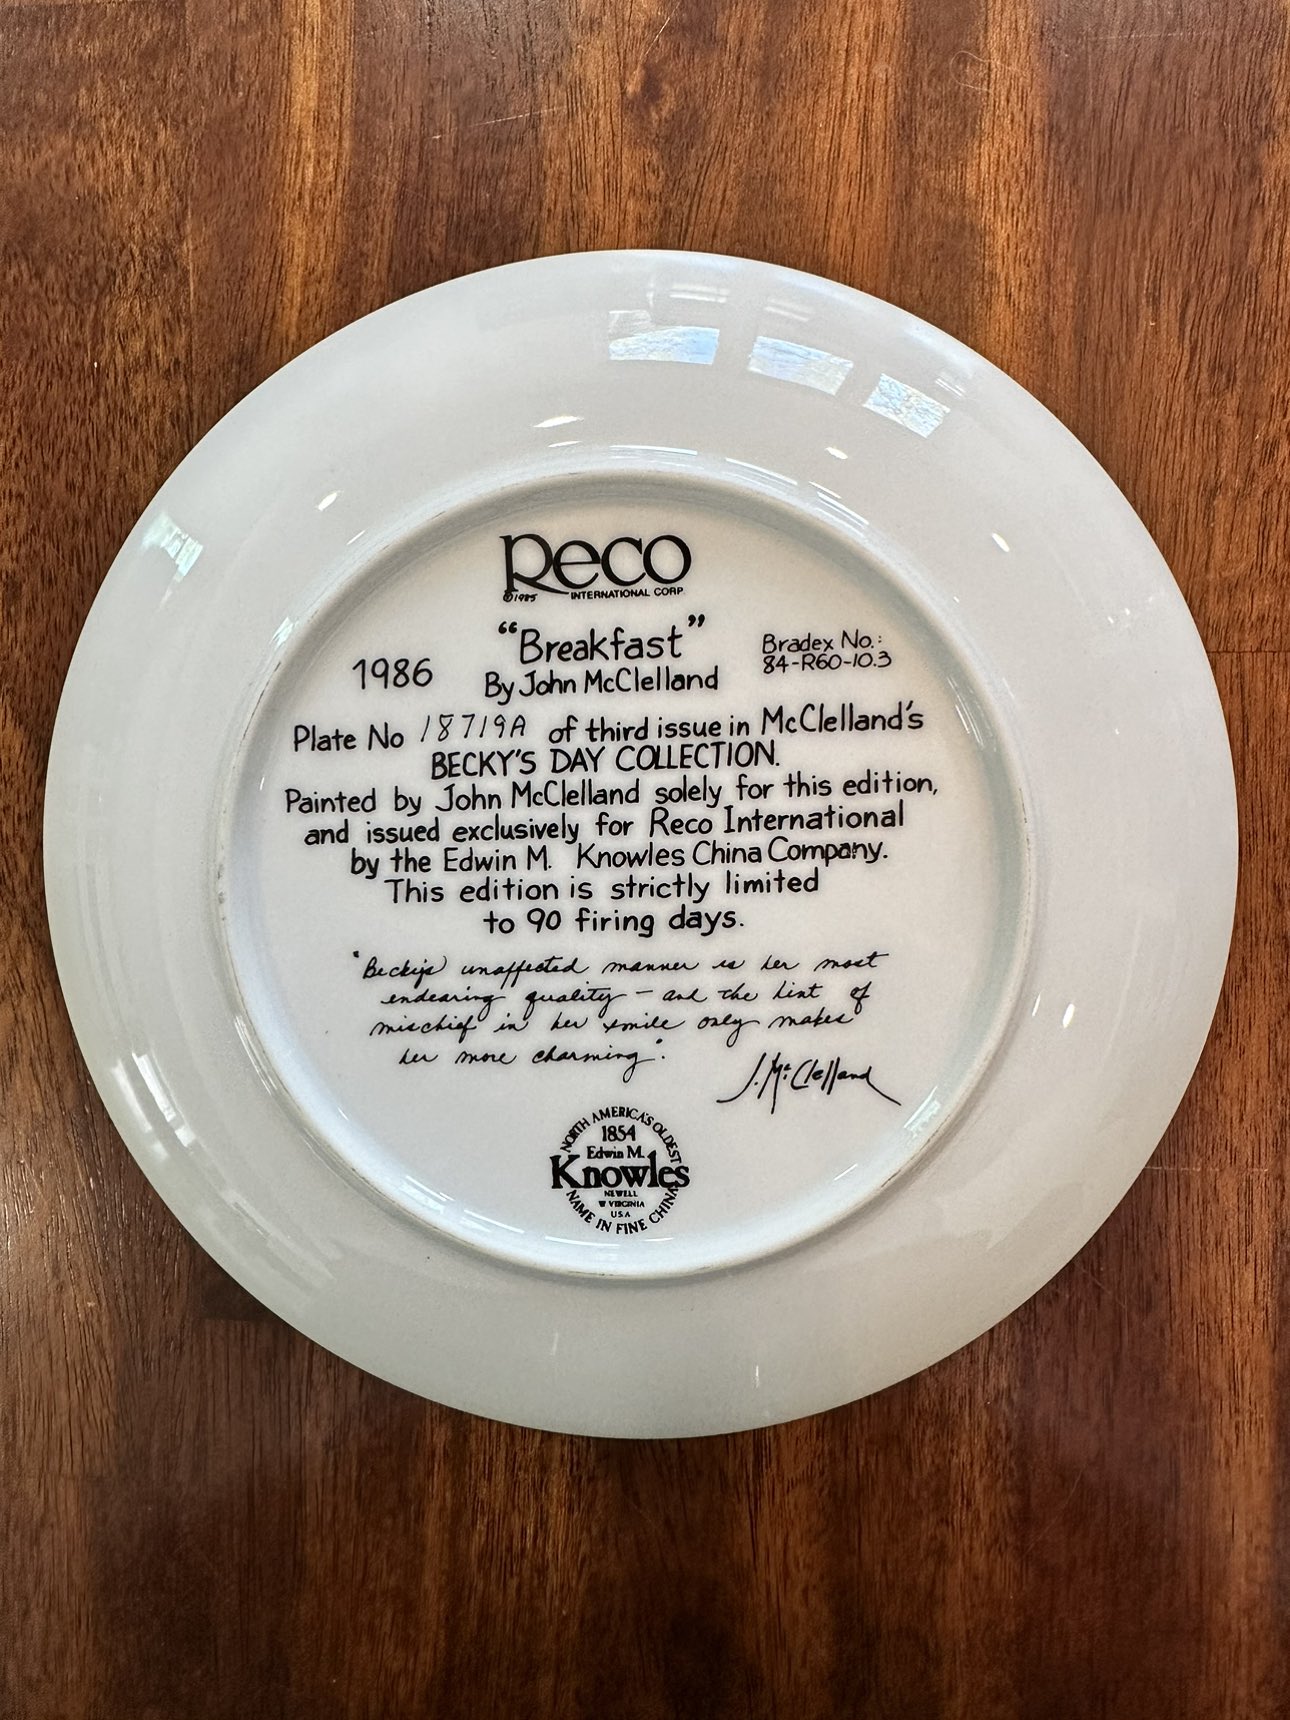 Reco
©1985 INTERNATIONAL CORP.
"Breakfast"
1986
By John McClelland
Bradex No.:
84-R60-10.3
Plate No 18719A of third issue in McClelland's
BECKY'S DAY COLLECTION.
Painted by John McClelland solely for this edition,
and issued exclusively for Reco International
by the Edwin M. Knowles China Company.
This edition is strictly limited
to 90 firing days.
"Becky's unaffected manner is her most
endearing quality - and the hint of
mischief in her smile only makes
her more charming".
J. McClelland
NORTH AMERICA'S OLDEST
1854
Edwin M.
Knowles
NEWELL
W VIRGINIA
U.S.A
NAME IN FINE CHINA